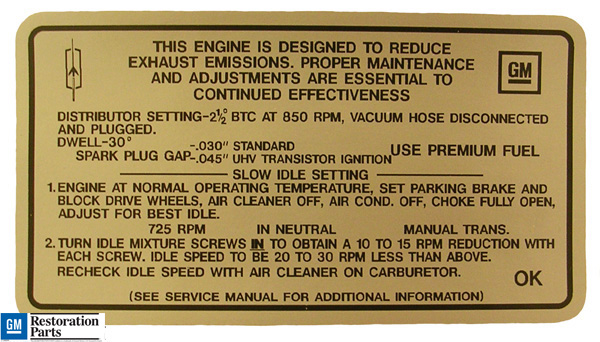 THIS ENGINE IS DESIGNED TO REDUCE
EXHAUST EMISSIONS. PROPER MAINTENANCE
AND ADJUSTMENTS ARE ESSENTIAL TO
CONTINUED EFFECTIVENESS
GM
DISTRIBUTOR SETTING-2½° BTC AT 850 RPM, VACUUM HOSE DISCONNECTED
AND PLUGGED.
DWELL-30°
SPARK PLUG GAP -.030" STANDARD
-.045" UHV TRANSISTOR IGNITION
USE PREMIUM FUEL
SLOW IDLE SETTING
1. ENGINE AT NORMAL OPERATING TEMPERATURE, SET PARKING BRAKE AND
BLOCK DRIVE WHEELS, AIR CLEANER OFF, AIR COND. OFF, CHOKE FULLY OPEN,
ADJUST FOR BEST IDLE.
725 RPM IN NEUTRAL MANUAL TRANS.
2. TURN IDLE MIXTURE SCREWS IN TO OBTAIN A 10 TO 15 RPM REDUCTION WITH
EACH SCREW. IDLE SPEED TO BE 20 TO 30 RPM LESS THAN ABOVE.
RECHECK IDLE SPEED WITH AIR CLEANER ON CARBURETOR.
OK
(SEE SERVICE MANUAL FOR ADDITIONAL INFORMATION)
GM Restoration
Parts